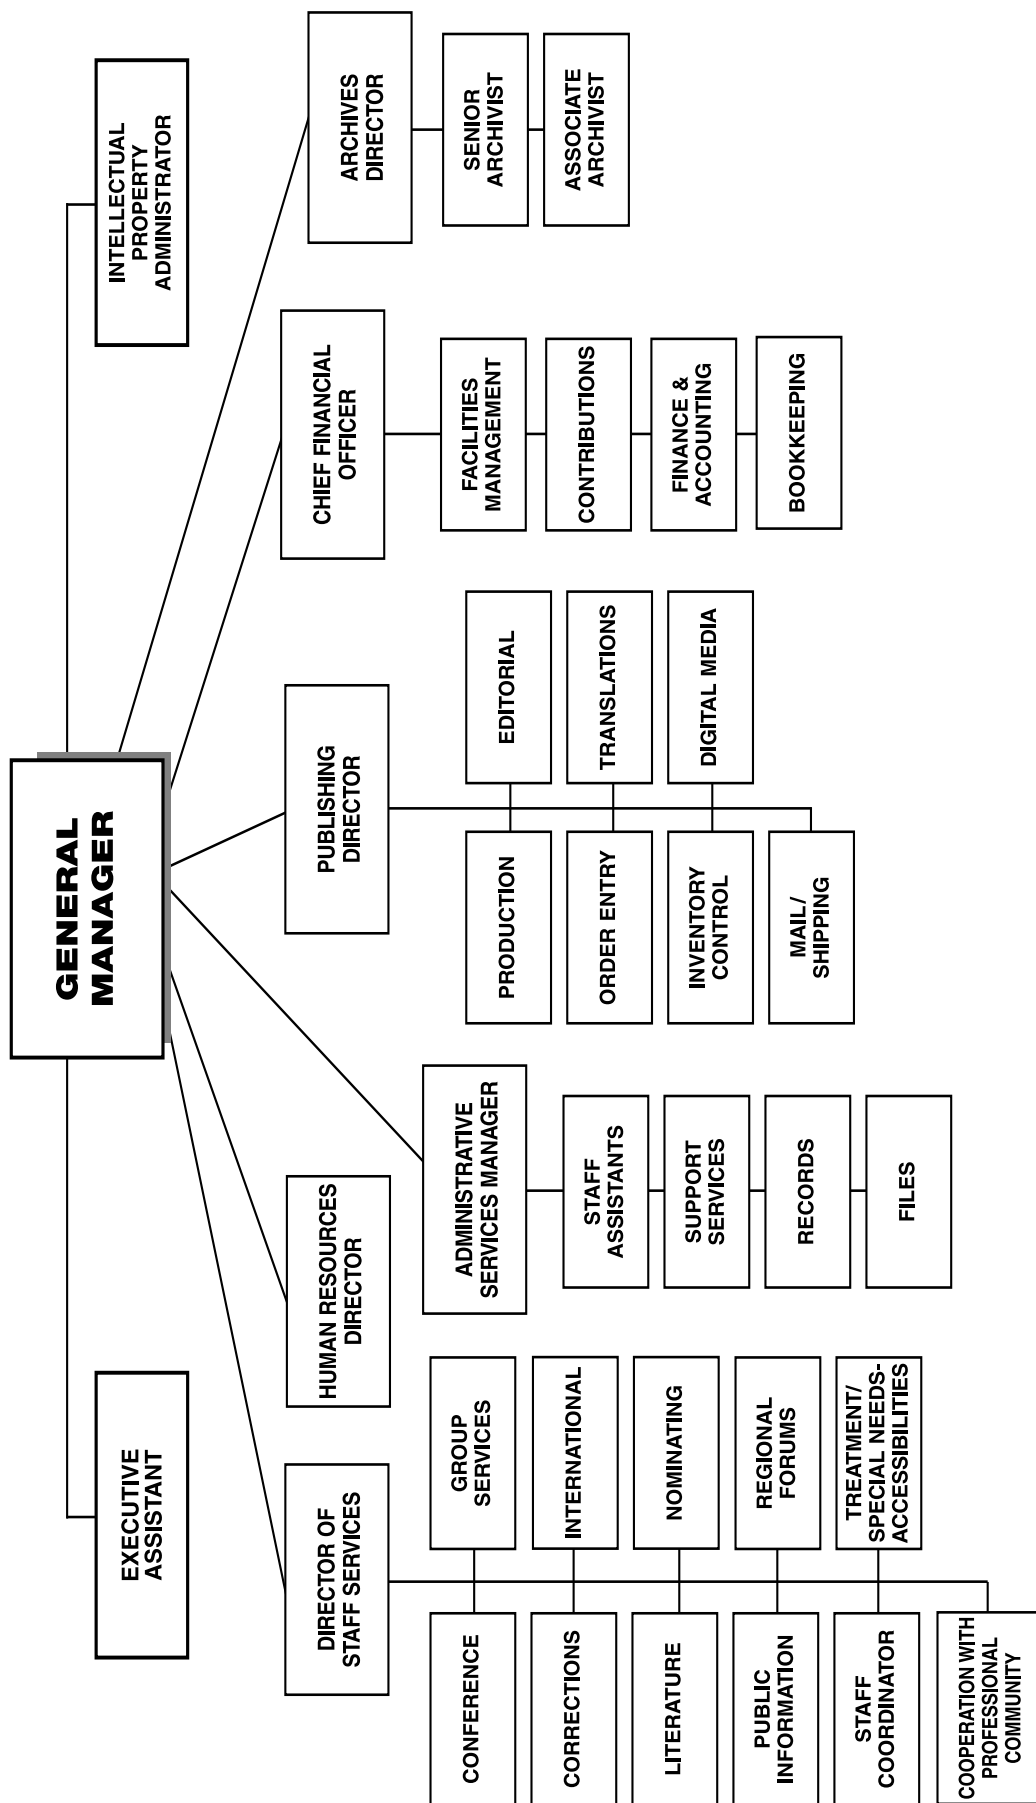 GENERAL
MANAGER
EXECUTIVE
ASSISTANT
INTELLECTUAL
PROPERTY
ADMINISTRATOR
DIRECTOR OF
STAFF SERVICES
CONFERENCE
GROUP
SERVICES
CORRECTIONS
INTERNATIONAL
LITERATURE
NOMINATING
PUBLIC
INFORMATION
REGIONAL
FORUMS
STAFF
COORDINATOR
TREATMENT/
SPECIAL NEEDS-
ACCESSIBILITIES
COOPERATION WITH
PROFESSIONAL
COMMUNITY
HUMAN RESOURCES
DIRECTOR
ADMINISTRATIVE
SERVICES MANAGER
STAFF
ASSISTANTS
SUPPORT
SERVICES
RECORDS
FILES
PUBLISHING
DIRECTOR
PRODUCTION
EDITORIAL
ORDER ENTRY
TRANSLATIONS
INVENTORY
CONTROL
DIGITAL MEDIA
MAIL/
SHIPPING
CHIEF FINANCIAL
OFFICER
FACILITIES
MANAGEMENT
CONTRIBUTIONS
FINANCE &
ACCOUNTING
BOOKKEEPING
ARCHIVES
DIRECTOR
SENIOR
ARCHIVIST
ASSOCIATE
ARCHIVIST